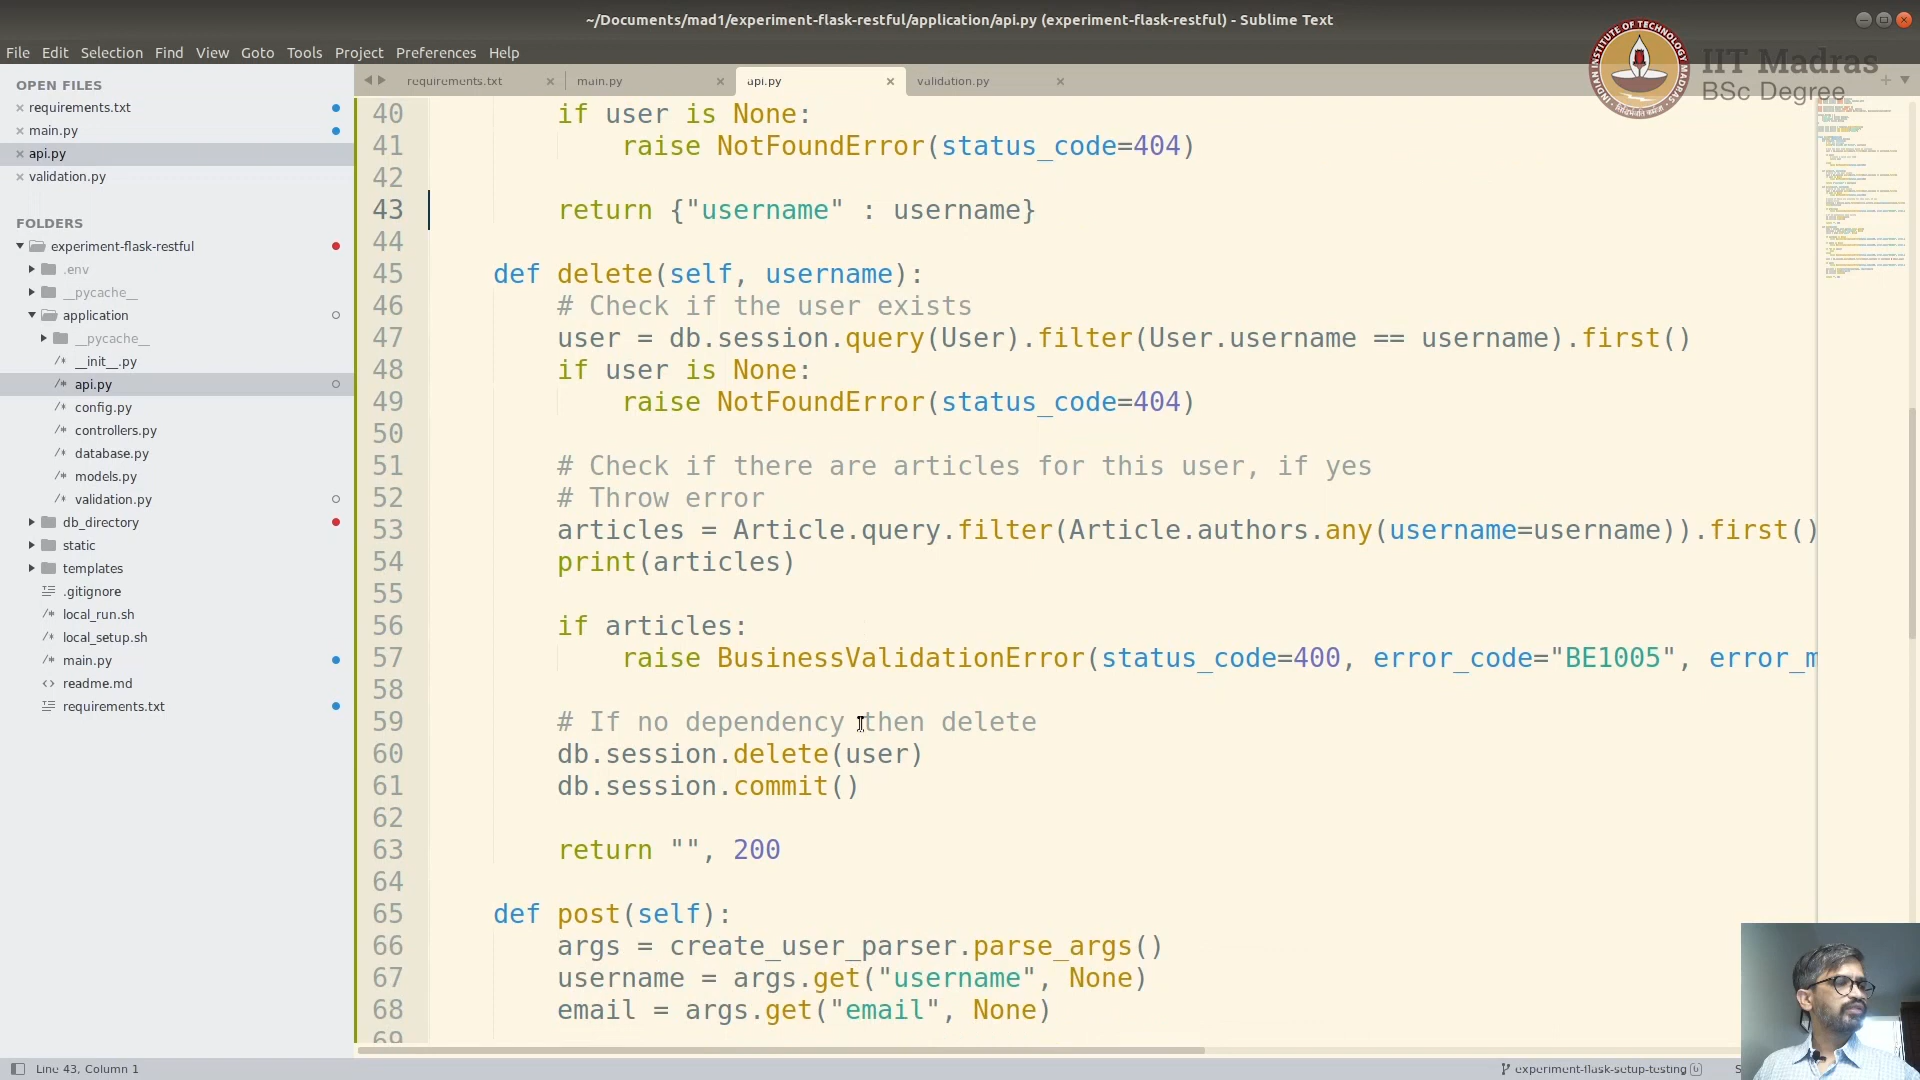 ~/Documents/mad1/experiment-flask-restful/application/api.py (experiment-flask-restful) - Sublime Text
File Edit Selection Find View Goto Tools Project Preferences Help
IIT Madras
BSc Degree
OPEN FILES
requirements.txt
main.py
api.py
validation.py
FOLDERS
experiment-flask-restful
.env
__pycache__
application
__pycache__
__init__.py
api.py
config.py
controllers.py
database.py
models.py
validation.py
db_directory
static
templates
.gitignore
local_run.sh
local_setup.sh
main.py
readme.md
requirements.txt
requirements.txt main.py api.py validation.py
40 if user is None:
41 raise NotFoundError(status_code=404)
42
43 return {"username" : username}
44
45 def delete(self, username):
46 # Check if the user exists
47 user = db.session.query(User).filter(User.username == username).first()
48 if user is None:
49 raise NotFoundError(status_code=404)
50
51 # Check if there are articles for this user, if yes
52 # Throw error
53 articles = Article.query.filter(Article.authors.any(username=username)).first()
54 print(articles)
55
56 if articles:
57 raise BusinessValidationError(status_code=400, error_code="BE1005", error_m
58
59 # If no dependency then delete
60 db.session.delete(user)
61 db.session.commit()
62
63 return "", 200
64
65 def post(self):
66 args = create_user_parser.parse_args()
67 username = args.get("username", None)
68 email = args.get("email", None)
69
Line 43, Column 1
experiment-flask-setup-testing